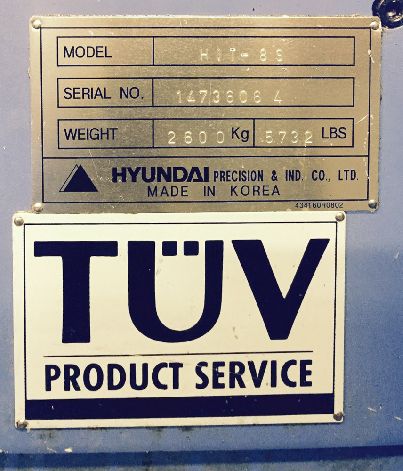 MODEL HIT-8S
SERIAL NO. 14736064
WEIGHT 2600 Kg 5732 LBS
HYUNDAI PRECISION & IND. CO., LTD.
MADE IN KOREA
TÜV
PRODUCT SERVICE